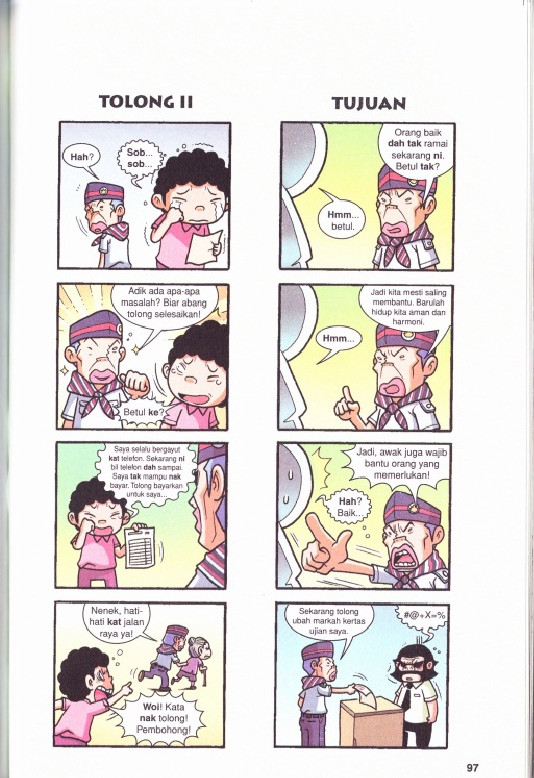 TOLONG II
Hah?
Sob...
sob...
Adik ada apa-apa
masalah? Biar abang
tolong selesaikan!
Betul ke?
Saya selalu bergayut
kat telefon. Sekarang ni
bil telefon dah sampai.
Saya tak mampu nak
bayar. Tolong bayarkan
untuk saya...
Nenek, hati-
hati kat jalan
raya ya!
Woi! Kata
nak tolong!
Pembohong!
TUJUAN
Orang baik
dah tak ramai
sekarang ni.
Betul tak?
Hmm...
betul.
Jadi kita mesti saling
membantu. Barulah
hidup kita aman dan
harmoni.
Hmm...
Jadi, awak juga wajib
bantu orang yang
memerlukan!
Hah?
Baik...
Sekarang tolong
ubah markah kertas
ujian saya.
#@+X=%
97